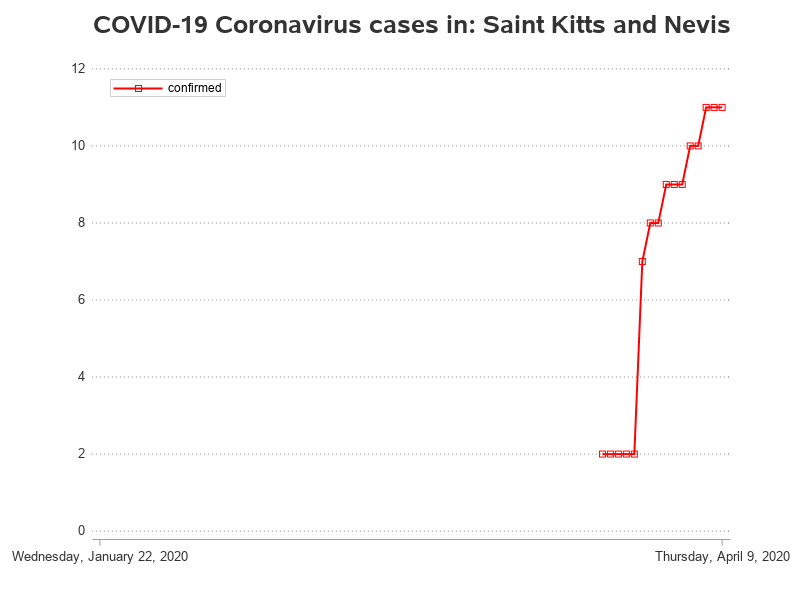 COVID-19 Coronavirus cases in: Saint Kitts and Nevis
12
confirmed
10
8
6
4
2
0
Wednesday, January 22, 2020
Thursday, April 9, 2020